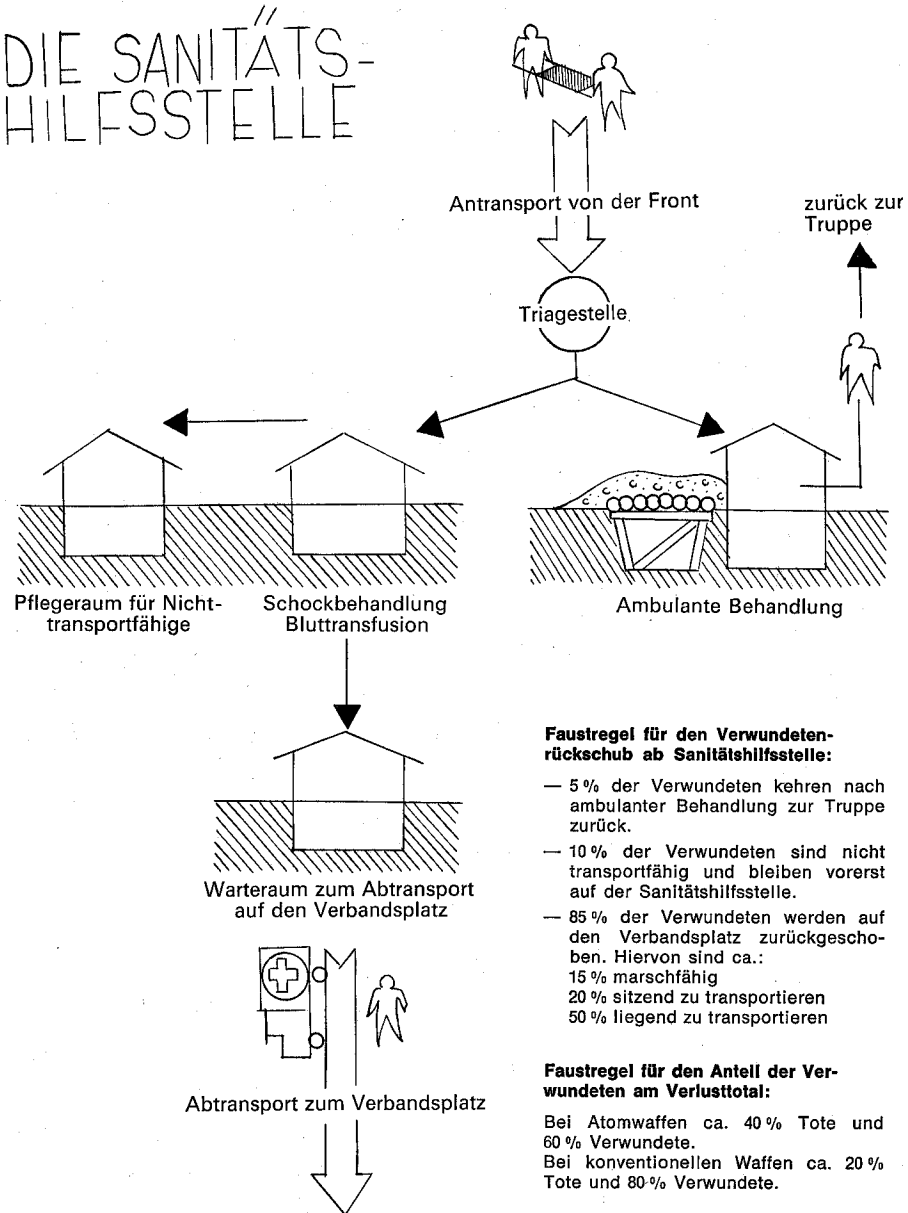 DIE SANITÄTS-
HILFSSTELLE
Antransport von der Front
zurück zur
Truppe
Triagestelle
Pflegeraum für Nicht-
transportfähige
Schockbehandlung
Bluttransfusion
Ambulante Behandlung
Warteraum zum Abtransport
auf den Verbandsplatz
Abtransport zum Verbandsplatz
Faustregel für den Verwundeten-
rückschub ab Sanitätshilfsstelle:
— 5 % der Verwundeten kehren nach
ambulanter Behandlung zur Truppe
zurück.
— 10 % der Verwundeten sind nicht
transportfähig und bleiben vorerst
auf der Sanitätshilfsstelle.
— 85 % der Verwundeten werden auf
den Verbandsplatz zurückgescho-
ben. Hiervon sind ca.:
15 % marschfähig
20 % sitzend zu transportieren
50 % liegend zu transportieren
Faustregel für den Anteil der Ver-
wundeten am Verlusttotal:
Bei Atomwaffen ca. 40 % Tote und
60 % Verwundete.
Bei konventionellen Waffen ca. 20 %
Tote und 80 % Verwundete.